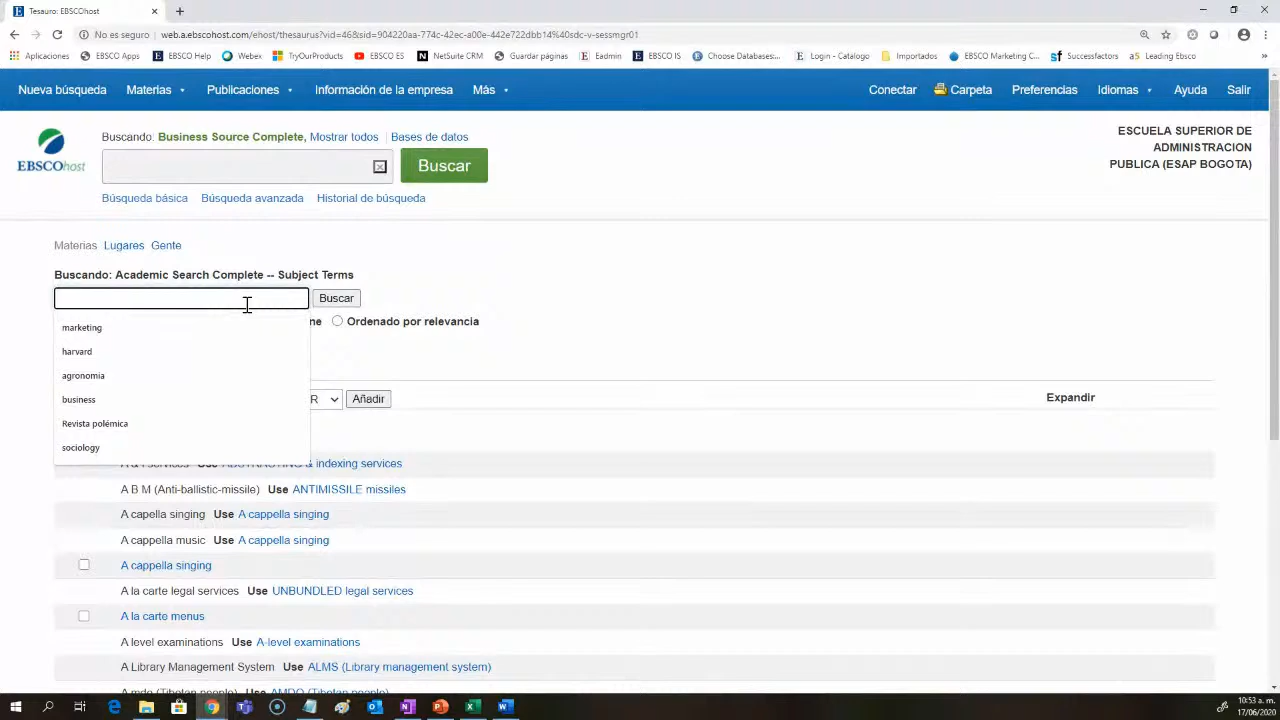 Tesauro: EBSCOhost
No es seguro | web.a.ebscohost.com/ehost/thesaurus?vid=46&sid=904220aa-774c-42ec-a00e-442e722dbb14%40sdc-v-sessmgr01
Aplicaciones EBSCO Apps EBSCO Help Webex TryOurProducts EBSCO ES NetSuite CRM Guardar páginas Eadmin EBSCO IS Choose Databases:... Login - Catalogo Importados EBSCO Marketing C... Successfactors Leading Ebsco
Nueva búsqueda Materias Publicaciones Información de la empresa Más Conectar Carpeta Preferencias Idiomas Ayuda Salir
Buscando: Business Source Complete, Mostrar todos | Bases de datos
ESCUELA SUPERIOR DE
ADMINISTRACION
PUBLICA (ESAP BOGOTA)
EBSCOhost
Buscar
Búsqueda básica Búsqueda avanzada Historial de búsqueda
Materias Lugares Gente
Buscando: Academic Search Complete -- Subject Terms
Buscar
ne Ordenado por relevancia
marketing
harvard
agronomia
business
Revista polémica
sociology
R Añadir Expandir
& indexing services
A B M (Anti-ballistic-missile) Use ANTIMISSILE missiles
A capella singing Use A cappella singing
A cappella music Use A cappella singing
A cappella singing
A la carte legal services Use UNBUNDLED legal services
A la carte menus
A level examinations Use A-level examinations
A Library Management System Use ALMS (Library management system)
A mdo (Tibetan people) Use AMDO (Tibetan people)
10:53 a. m.
17/06/2020